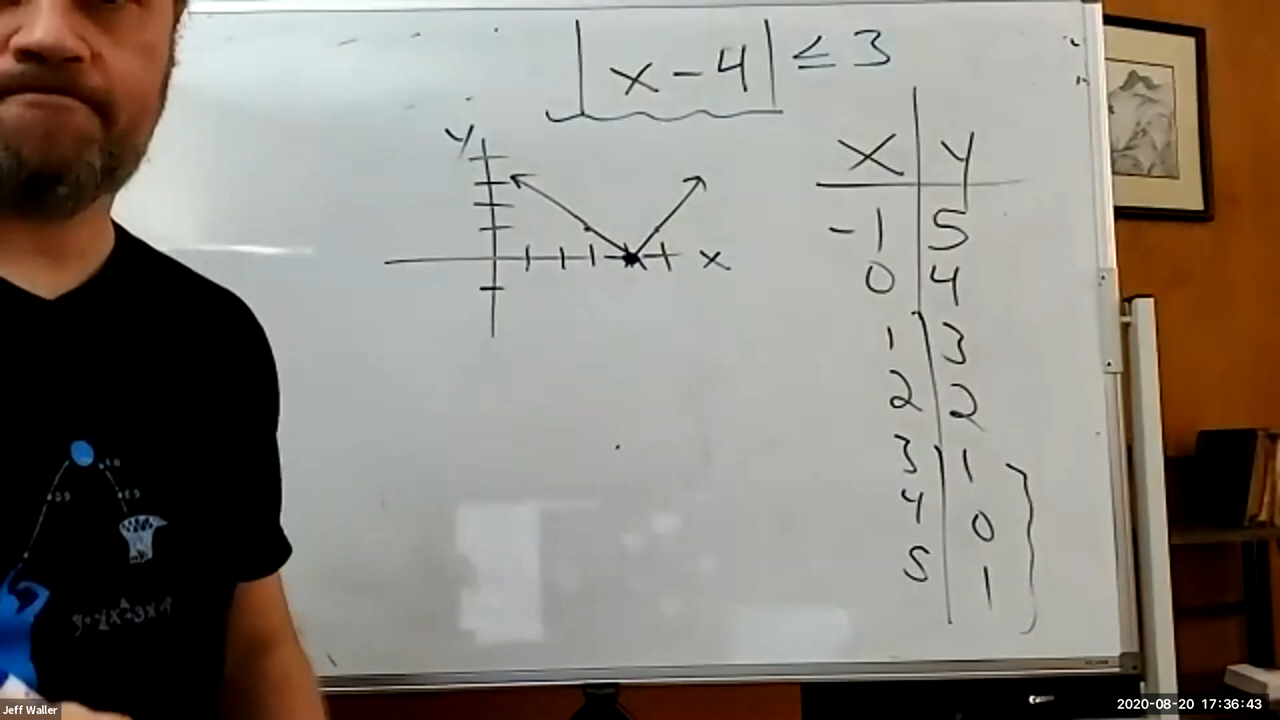 |x-4| ≤ 3
y
x
x y
-1 5
0 4
1 3
2 2
3 1
4 0
5 1
Jeff Waller
2020-08-20 17:36:43